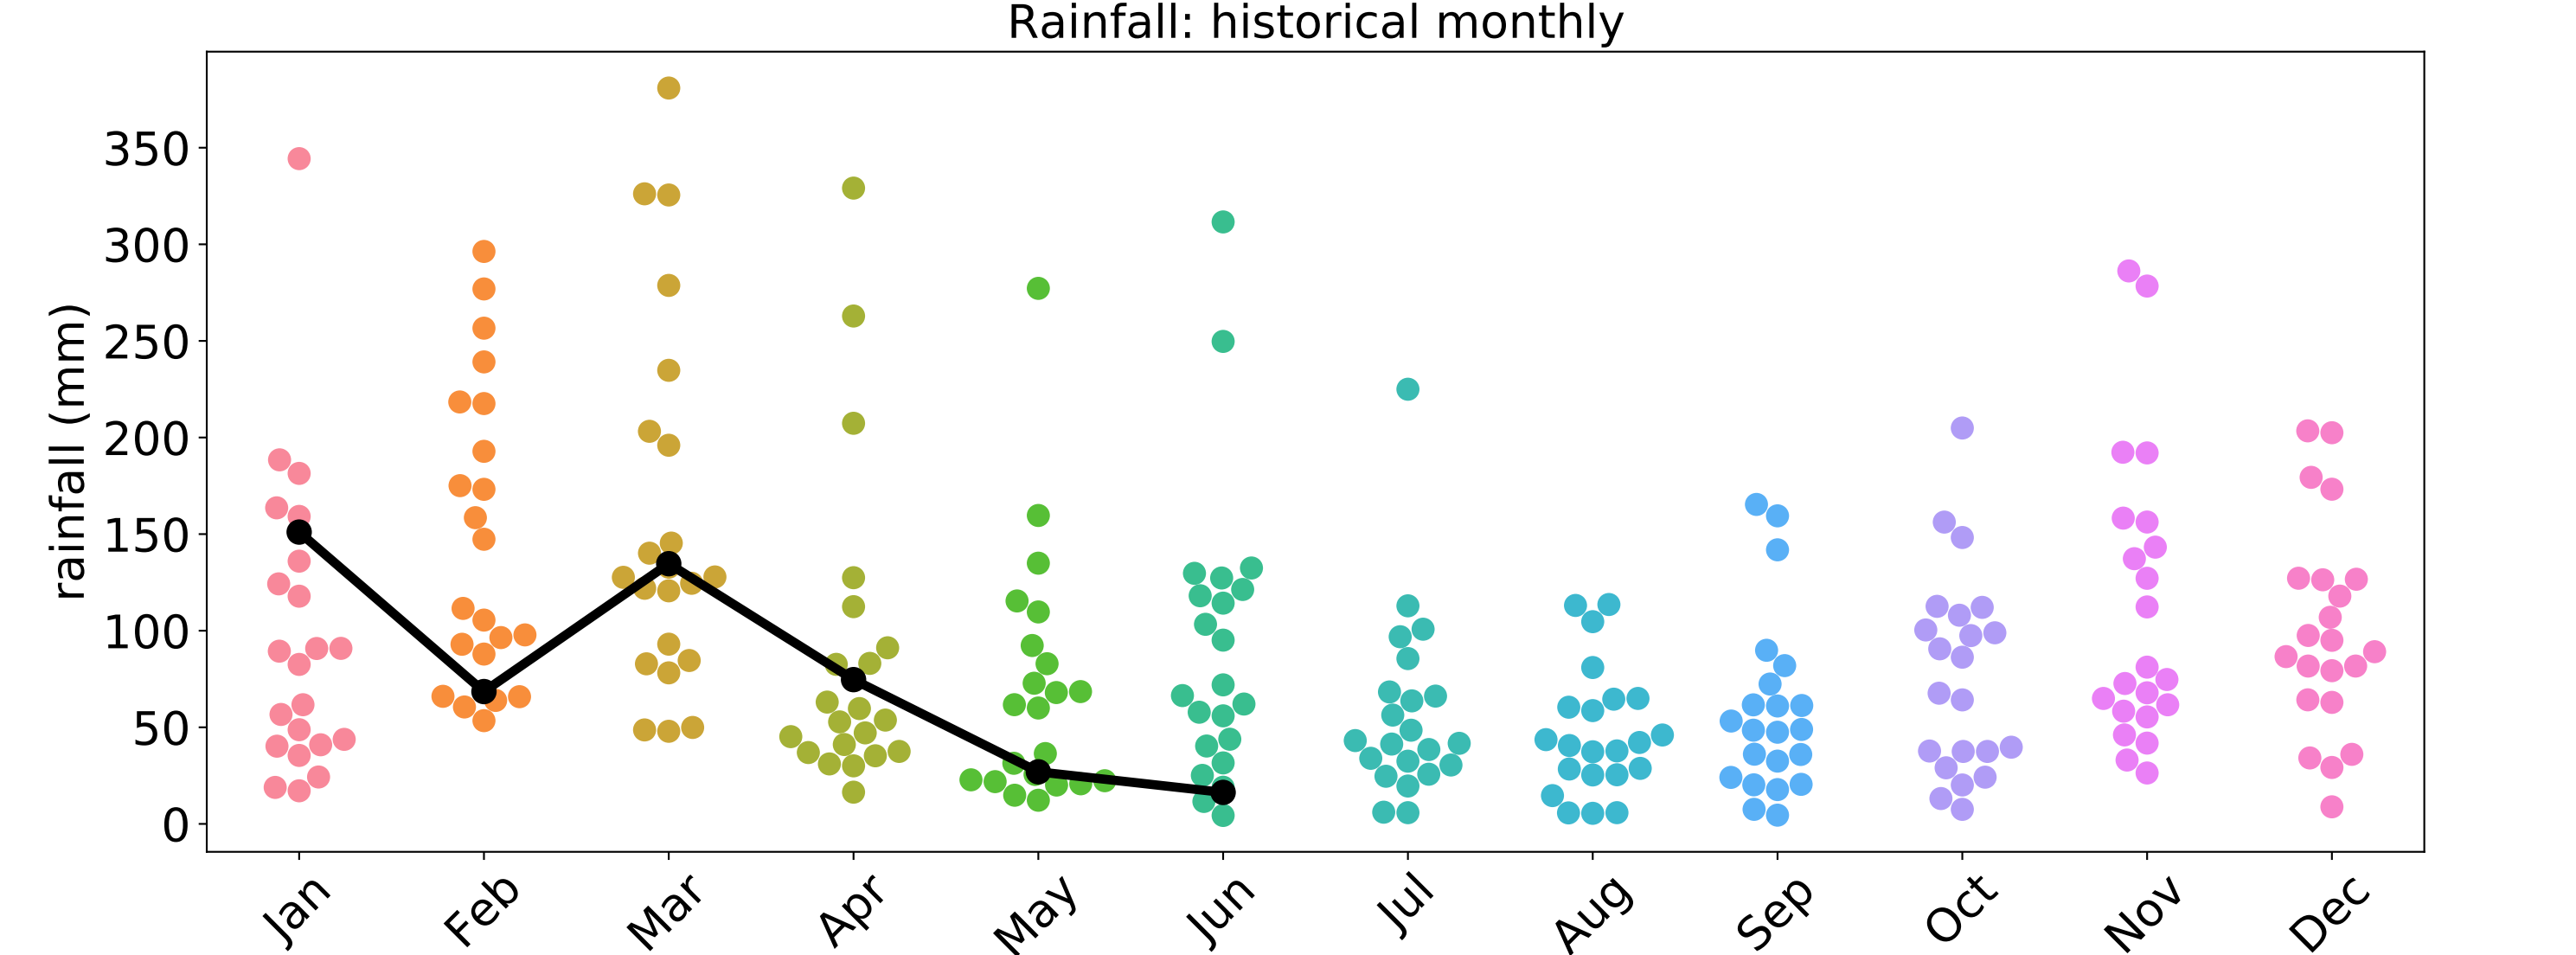 Rainfall: historical monthly
rainfall (mm)
350
300
250
200
150
100
50
0
Jan
Feb
Mar
Apr
May
Jun
Jul
Aug
Sep
Oct
Nov
Dec